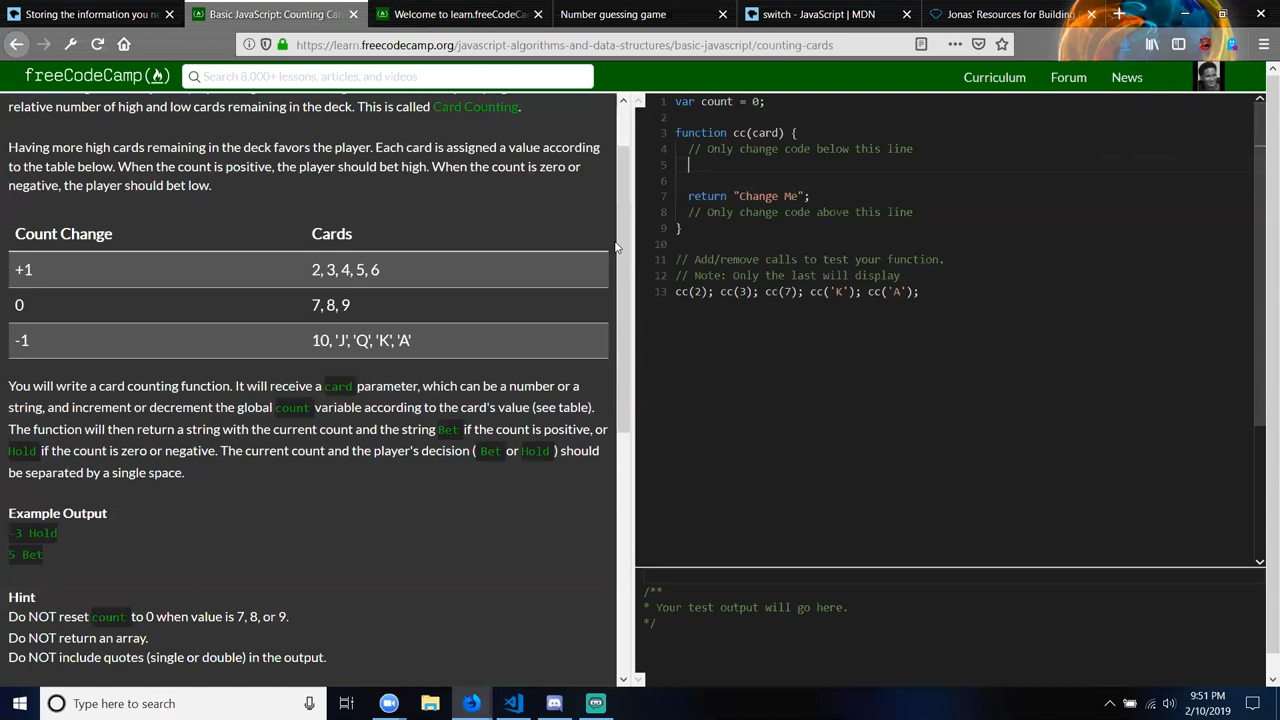 Storing the information you ne
Basic JavaScript: Counting Car
Welcome to learn.freeCodeCam
Number guessing game
switch - JavaScript | MDN
Jonas' Resources for Building
https://learn.freecodecamp.org/javascript-algorithms-and-data-structures/basic-javascript/counting-cards
freeCodeCamp
Search 8,000+ lessons, articles, and videos
Curriculum
Forum
News
relative number of high and low cards remaining in the deck. This is called Card Counting.
Having more high cards remaining in the deck favors the player. Each card is assigned a value according
to the table below. When the count is positive, the player should bet high. When the count is zero or
negative, the player should bet low.
Count Change Cards
+1 2, 3, 4, 5, 6
0 7, 8, 9
-1 10, 'J', 'Q', 'K', 'A'
You will write a card counting function. It will receive a card parameter, which can be a number or a
string, and increment or decrement the global count variable according to the card's value (see table).
The function will then return a string with the current count and the string Bet if the count is positive, or
Hold if the count is zero or negative. The current count and the player's decision ( Bet or Hold ) should
be separated by a single space.
Example Output
-3 Hold
5 Bet
Hint
Do NOT reset count to 0 when value is 7, 8, or 9.
Do NOT return an array.
Do NOT include quotes (single or double) in the output.
1 var count = 0;
2
3 function cc(card) {
4 // Only change code below this line
5
6
7 return "Change Me";
8 // Only change code above this line
9 }
10
11 // Add/remove calls to test your function.
12 // Note: Only the last will display
13 cc(2); cc(3); cc(7); cc('K'); cc('A');
/**
* Your test output will go here.
*/
Type here to search
9:51 PM
2/10/2019